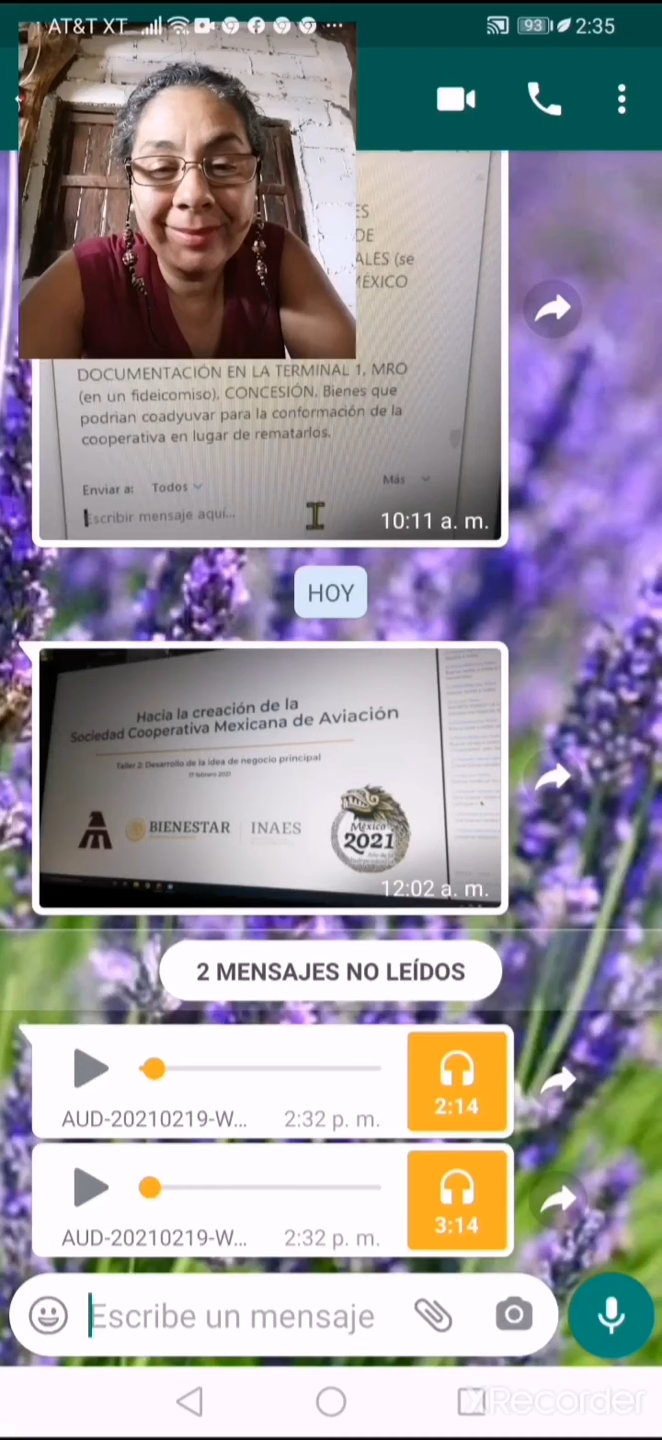 AT&T XT
93
2:35
ES
DE
ALES (se
MÉXICO
DOCUMENTACIÓN EN LA TERMINAL 1, MRO
(en un fideicomiso), CONCESIÓN. Bienes que
podrian coadyuvar para la conformación de la
cooperativa en lugar de rematarlos.
Enviar a: Todos
Más
Escribir mensaje aquí...
10:11 a. m.
HOY
Hacia la creación de la
Sociedad Cooperativa Mexicana de Aviación
Taller 2: Desarrollo de la idea de negocio principal
BIENESTAR
INAES
México
2021
12:02 a. m.
2 MENSAJES NO LEÍDOS
2:14
AUD-20210219-W... 2:32 p. m.
3:14
AUD-20210219-W... 2:32 p. m.
Escribe un mensaje
XRecorder